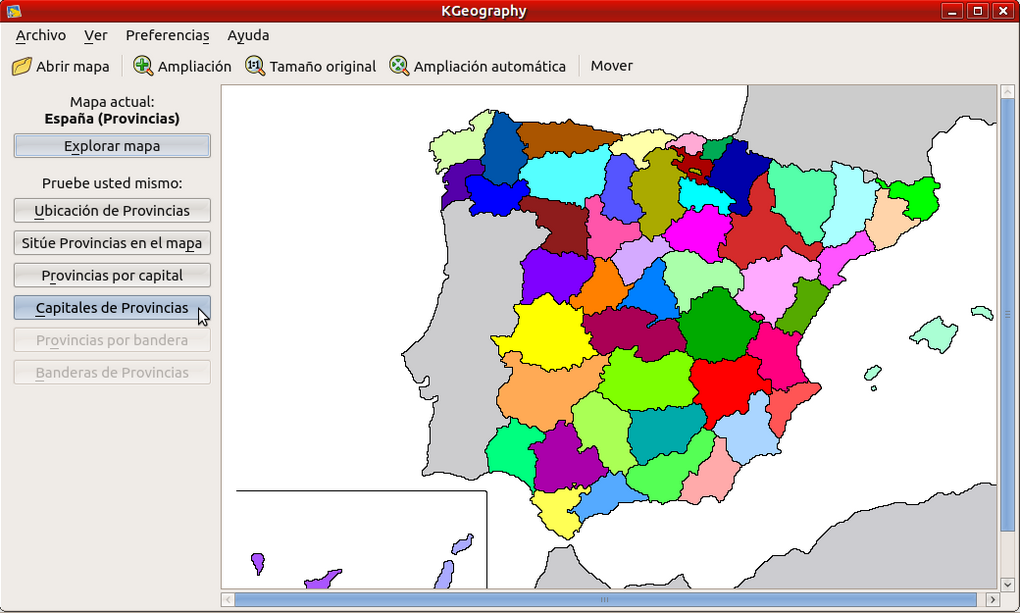 KGeography
Archivo Ver Preferencias Ayuda
Abrir mapa Ampliación 1:1 Tamaño original Ampliación automática Mover
Mapa actual:
España (Provincias)
Explorar mapa
Pruebe usted mismo:
Ubicación de Provincias
Sitúe Provincias en el mapa
Provincias por capital
Capitales de Provincias
Provincias por bandera
Banderas de Provincias